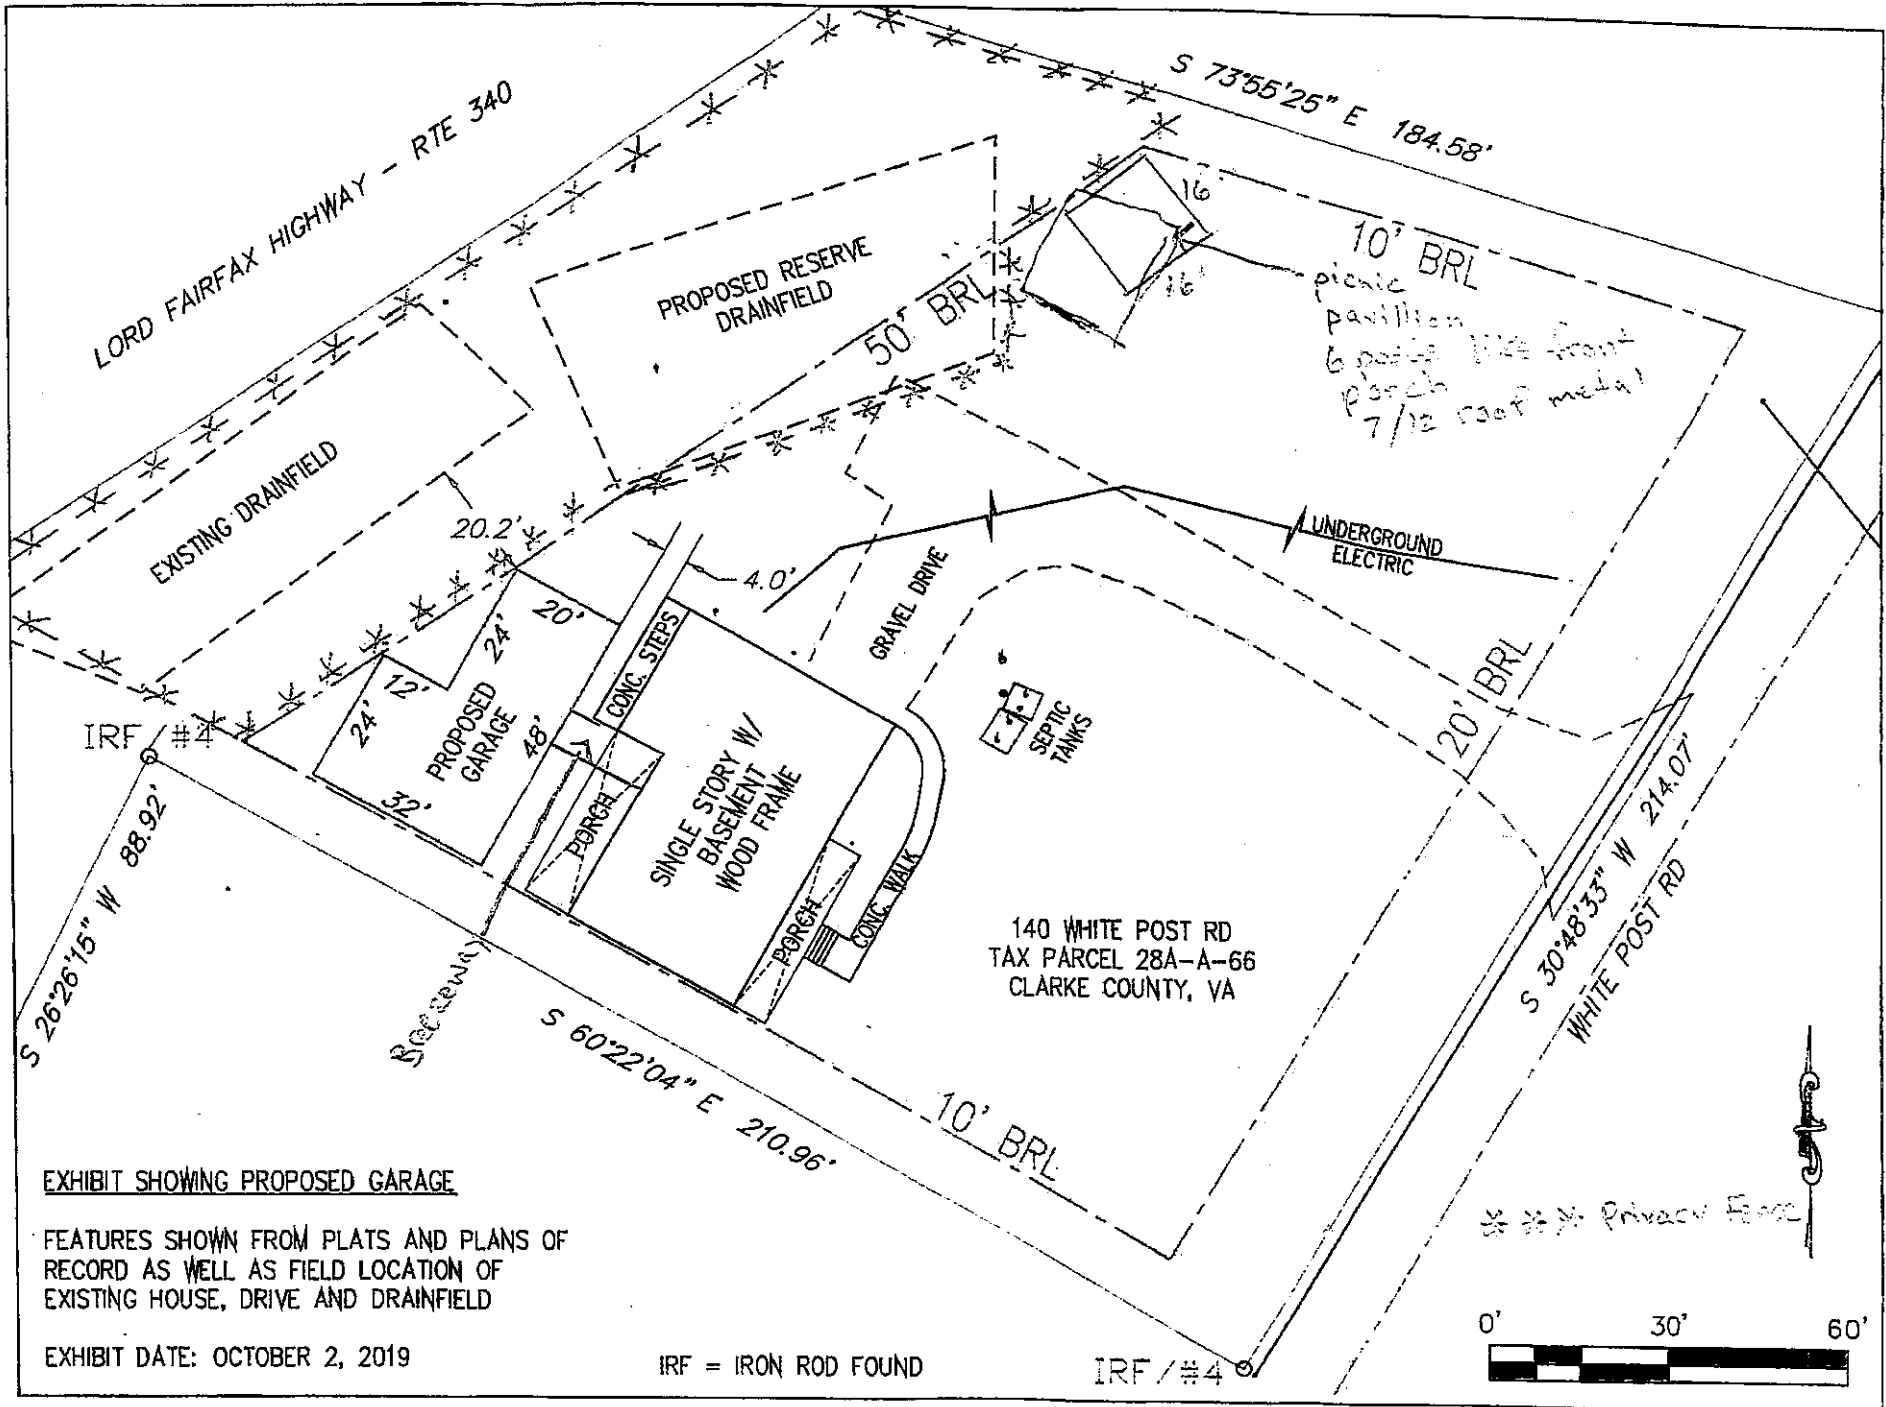 S 73°55'25" E 184.58'
LORD FAIRFAX HIGHWAY - RTE 340
16'
16'
10' BRL
picnic
pavillion
6 posts like front
porch
7/12 roof metal
PROPOSED RESERVE
DRAINFIELD
50' BRL
EXISTING DRAINFIELD
20.2'
4.0'
UNDERGROUND
ELECTRIC
GRAVEL DRIVE
20'
24'
12'
24'
PROPOSED
GARAGE
48'
32'
CONC. STEPS
SEPTIC
TANKS
20' BRL
IRF / #4
S 26°26'15" W 88.92'
PORCH
SINGLE STORY W/
BASEMENT
WOOD FRAME
PORCH
CONC. WALK
140 WHITE POST RD
TAX PARCEL 28A-A-66
CLARKE COUNTY, VA
S 30°48'33" W 214.07'
WHITE POST RD
S 60°22'04" E 210.96'
10' BRL
EXHIBIT SHOWING PROPOSED GARAGE
FEATURES SHOWN FROM PLATS AND PLANS OF
RECORD AS WELL AS FIELD LOCATION OF
EXISTING HOUSE, DRIVE AND DRAINFIELD
EXHIBIT DATE: OCTOBER 2, 2019
IRF = IRON ROD FOUND
IRF / #4
Privacy Fence
0' 30' 60'